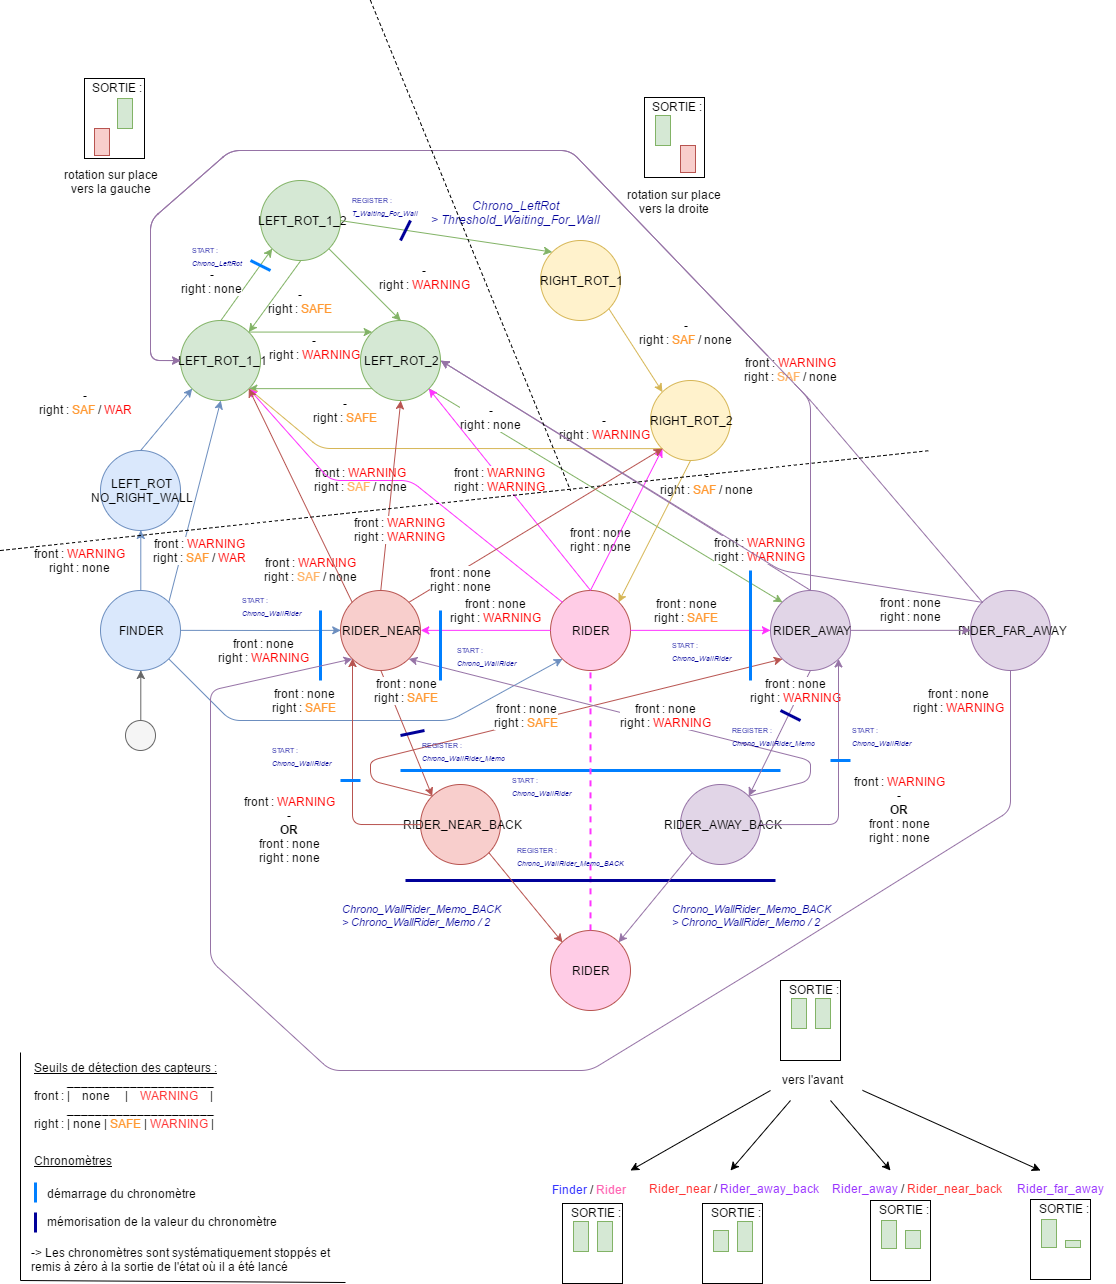 SORTIE :
rotation sur place
vers la gauche
SORTIE :
rotation sur place
vers la droite
LEFT_ROT_1_2
REGISTER :
T_Waiting_For_Wall
Chrono_LeftRot
> Threshold_Waiting_For_Wall
START :
Chrono_LeftRot
-
right : none
-
right : WARNING
RIGHT_ROT_1
-
right : SAFE
LEFT_ROT_1_1
-
right : WARNING
LEFT_ROT_2
-
right : SAF / none
front : WARNING
right : SAF / none
-
right : SAF / WAR
-
right : SAFE
-
right : none
-
right : WARNING
RIGHT_ROT_2
LEFT_ROT
NO_RIGHT_WALL
front : WARNING
right : SAF / none
front : WARNING
right : WARNING
-
right : SAF / none
front : WARNING
right : none
front : WARNING
right : SAF / WAR
front : WARNING
right : WARNING
front : none
right : none
front : WARNING
right : WARNING
front : WARNING
right : SAF / none
front : none
right : none
START :
Chrono_WallRider
front : none
right : WARNING
front : none
right : SAFE
front : none
right : none
FINDER
RIDER_NEAR
RIDER
RIDER_AWAY
RIDER_FAR_AWAY
front : none
right : WARNING
START :
Chrono_WallRider
START :
Chrono_WallRider
front : none
right : SAFE
front : none
right : SAFE
front : none
right : WARNING
front : none
right : WARNING
front : none
right : SAFE
front : none
right : WARNING
REGISTER :
Chrono_WallRider_Memo
REGISTER :
Chrono_WallRider_Memo
START :
Chrono_WallRider
START :
Chrono_WallRider
START :
Chrono_WallRider
front : WARNING
-
OR
front : none
right : none
front : WARNING
-
OR
front : none
right : none
RIDER_NEAR_BACK
RIDER_AWAY_BACK
REGISTER :
Chrono_WallRider_Memo_BACK
Chrono_WallRider_Memo_BACK
> Chrono_WallRider_Memo / 2
Chrono_WallRider_Memo_BACK
> Chrono_WallRider_Memo / 2
RIDER
SORTIE :
vers l'avant
Seuils de détection des capteurs :
front : | none | WARNING |
right : | none | SAFE | WARNING |
Chronomètres
démarrage du chronomètre
mémorisation de la valeur du chronomètre
-> Les chronomètres sont systématiquement stoppés et
remis à zéro à la sortie de l'état où il a été lancé
Finder / Rider
Rider_near / Rider_away_back
Rider_away / Rider_near_back
Rider_far_away
SORTIE :
SORTIE :
SORTIE :
SORTIE :